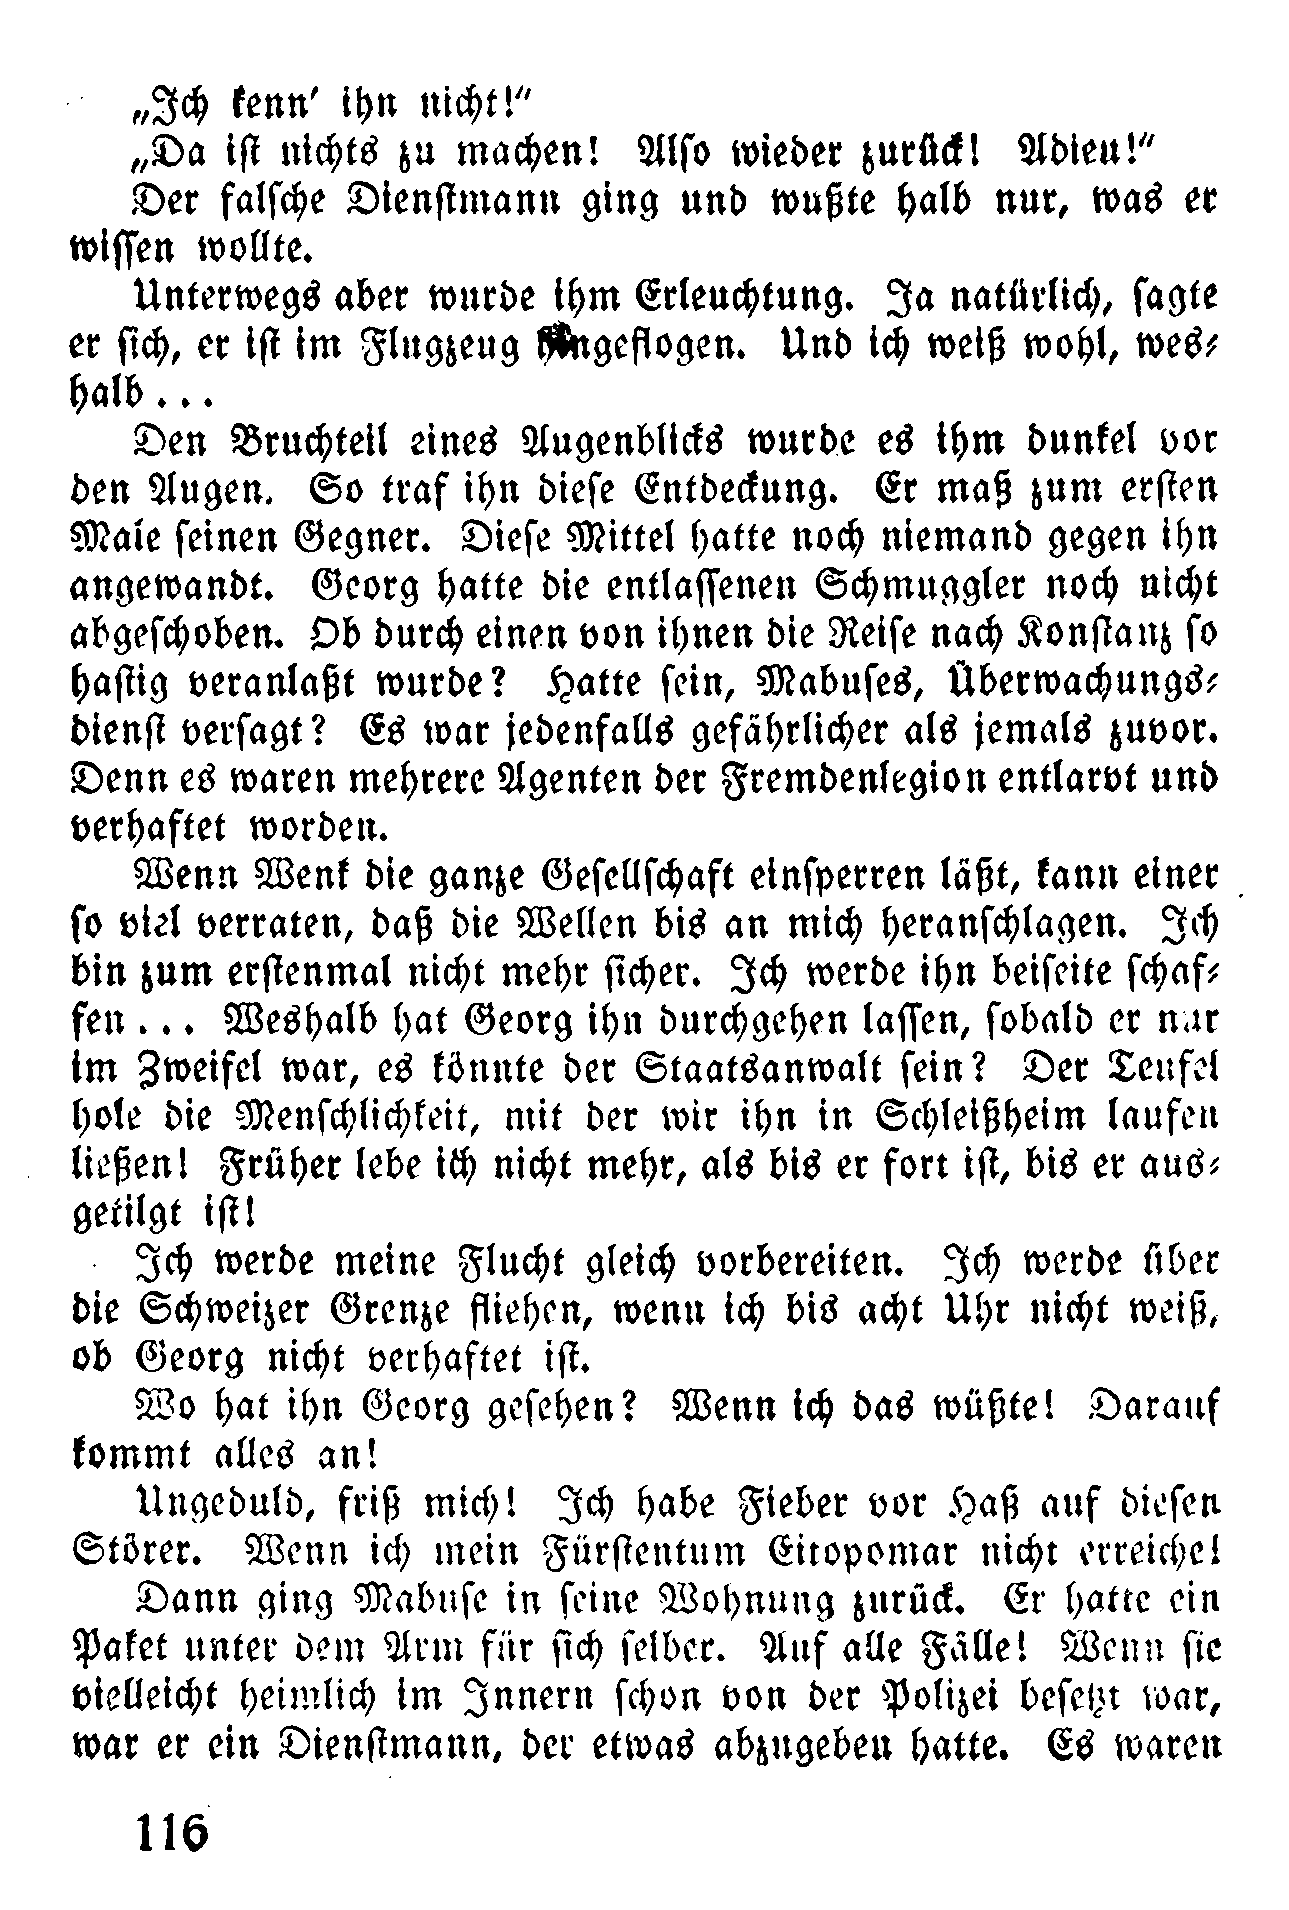 „Ich kenn' ihn nicht!“
„Da ist nichts zu machen! Also wieder zurück! Adieu!“
Der falsche Dienstmann ging und wußte halb nur, was er
wissen wollte.
Unterwegs aber wurde ihm Erleuchtung. Ja natürlich, sagte
er sich, er ist im Flugzeug hingeflogen. Und ich weiß wohl, wes-
halb ...
Den Bruchteil eines Augenblicks wurde es ihm dunkel vor
den Augen. So traf ihn diese Entdeckung. Er maß zum ersten
Male seinen Gegner. Diese Mittel hatte noch niemand gegen ihn
angewandt. Georg hatte die entlassenen Schmuggler noch nicht
abgeschoben. Ob durch einen von ihnen die Reise nach Konstanz so
hastig veranlaßt wurde? Hatte sein, Mabuses, Überwachungs-
dienst versagt? Es war jedenfalls gefährlicher als jemals zuvor.
Denn es waren mehrere Agenten der Fremdenlegion entlarvt und
verhaftet worden.
Wenn Wenk die ganze Gesellschaft einsperren läßt, kann einer
so viel verraten, daß die Wellen bis an mich heranschlagen. Ich
bin zum erstenmal nicht mehr sicher. Ich werde ihn beiseite schaf-
fen ... Weshalb hat Georg ihn durchgehen lassen, sobald er nur
im Zweifel war, es könnte der Staatsanwalt sein? Der Teufel
hole die Menschlichkeit, mit der wir ihn in Schleißheim laufen
ließen! Früher lebe ich nicht mehr, als bis er fort ist, bis er aus-
getilgt ist!
Ich werde meine Flucht gleich vorbereiten. Ich werde über
die Schweizer Grenze fliehen, wenn ich bis acht Uhr nicht weiß,
ob Georg nicht verhaftet ist.
Wo hat ihn Georg gesehen? Wenn ich das wüßte! Darauf
kommt alles an!
Ungeduld, friß mich! Ich habe Fieber vor Haß auf diesen
Störer. Wenn ich mein Fürstentum Eitopomar nicht erreiche!
Dann ging Mabuse in seine Wohnung zurück. Er hatte ein
Paket unter dem Arm für sich selber. Auf alle Fälle! Wenn sie
vielleicht heimlich im Innern schon von der Polizei besetzt war,
war er ein Dienstmann, der etwas abzugeben hatte. Es waren
116